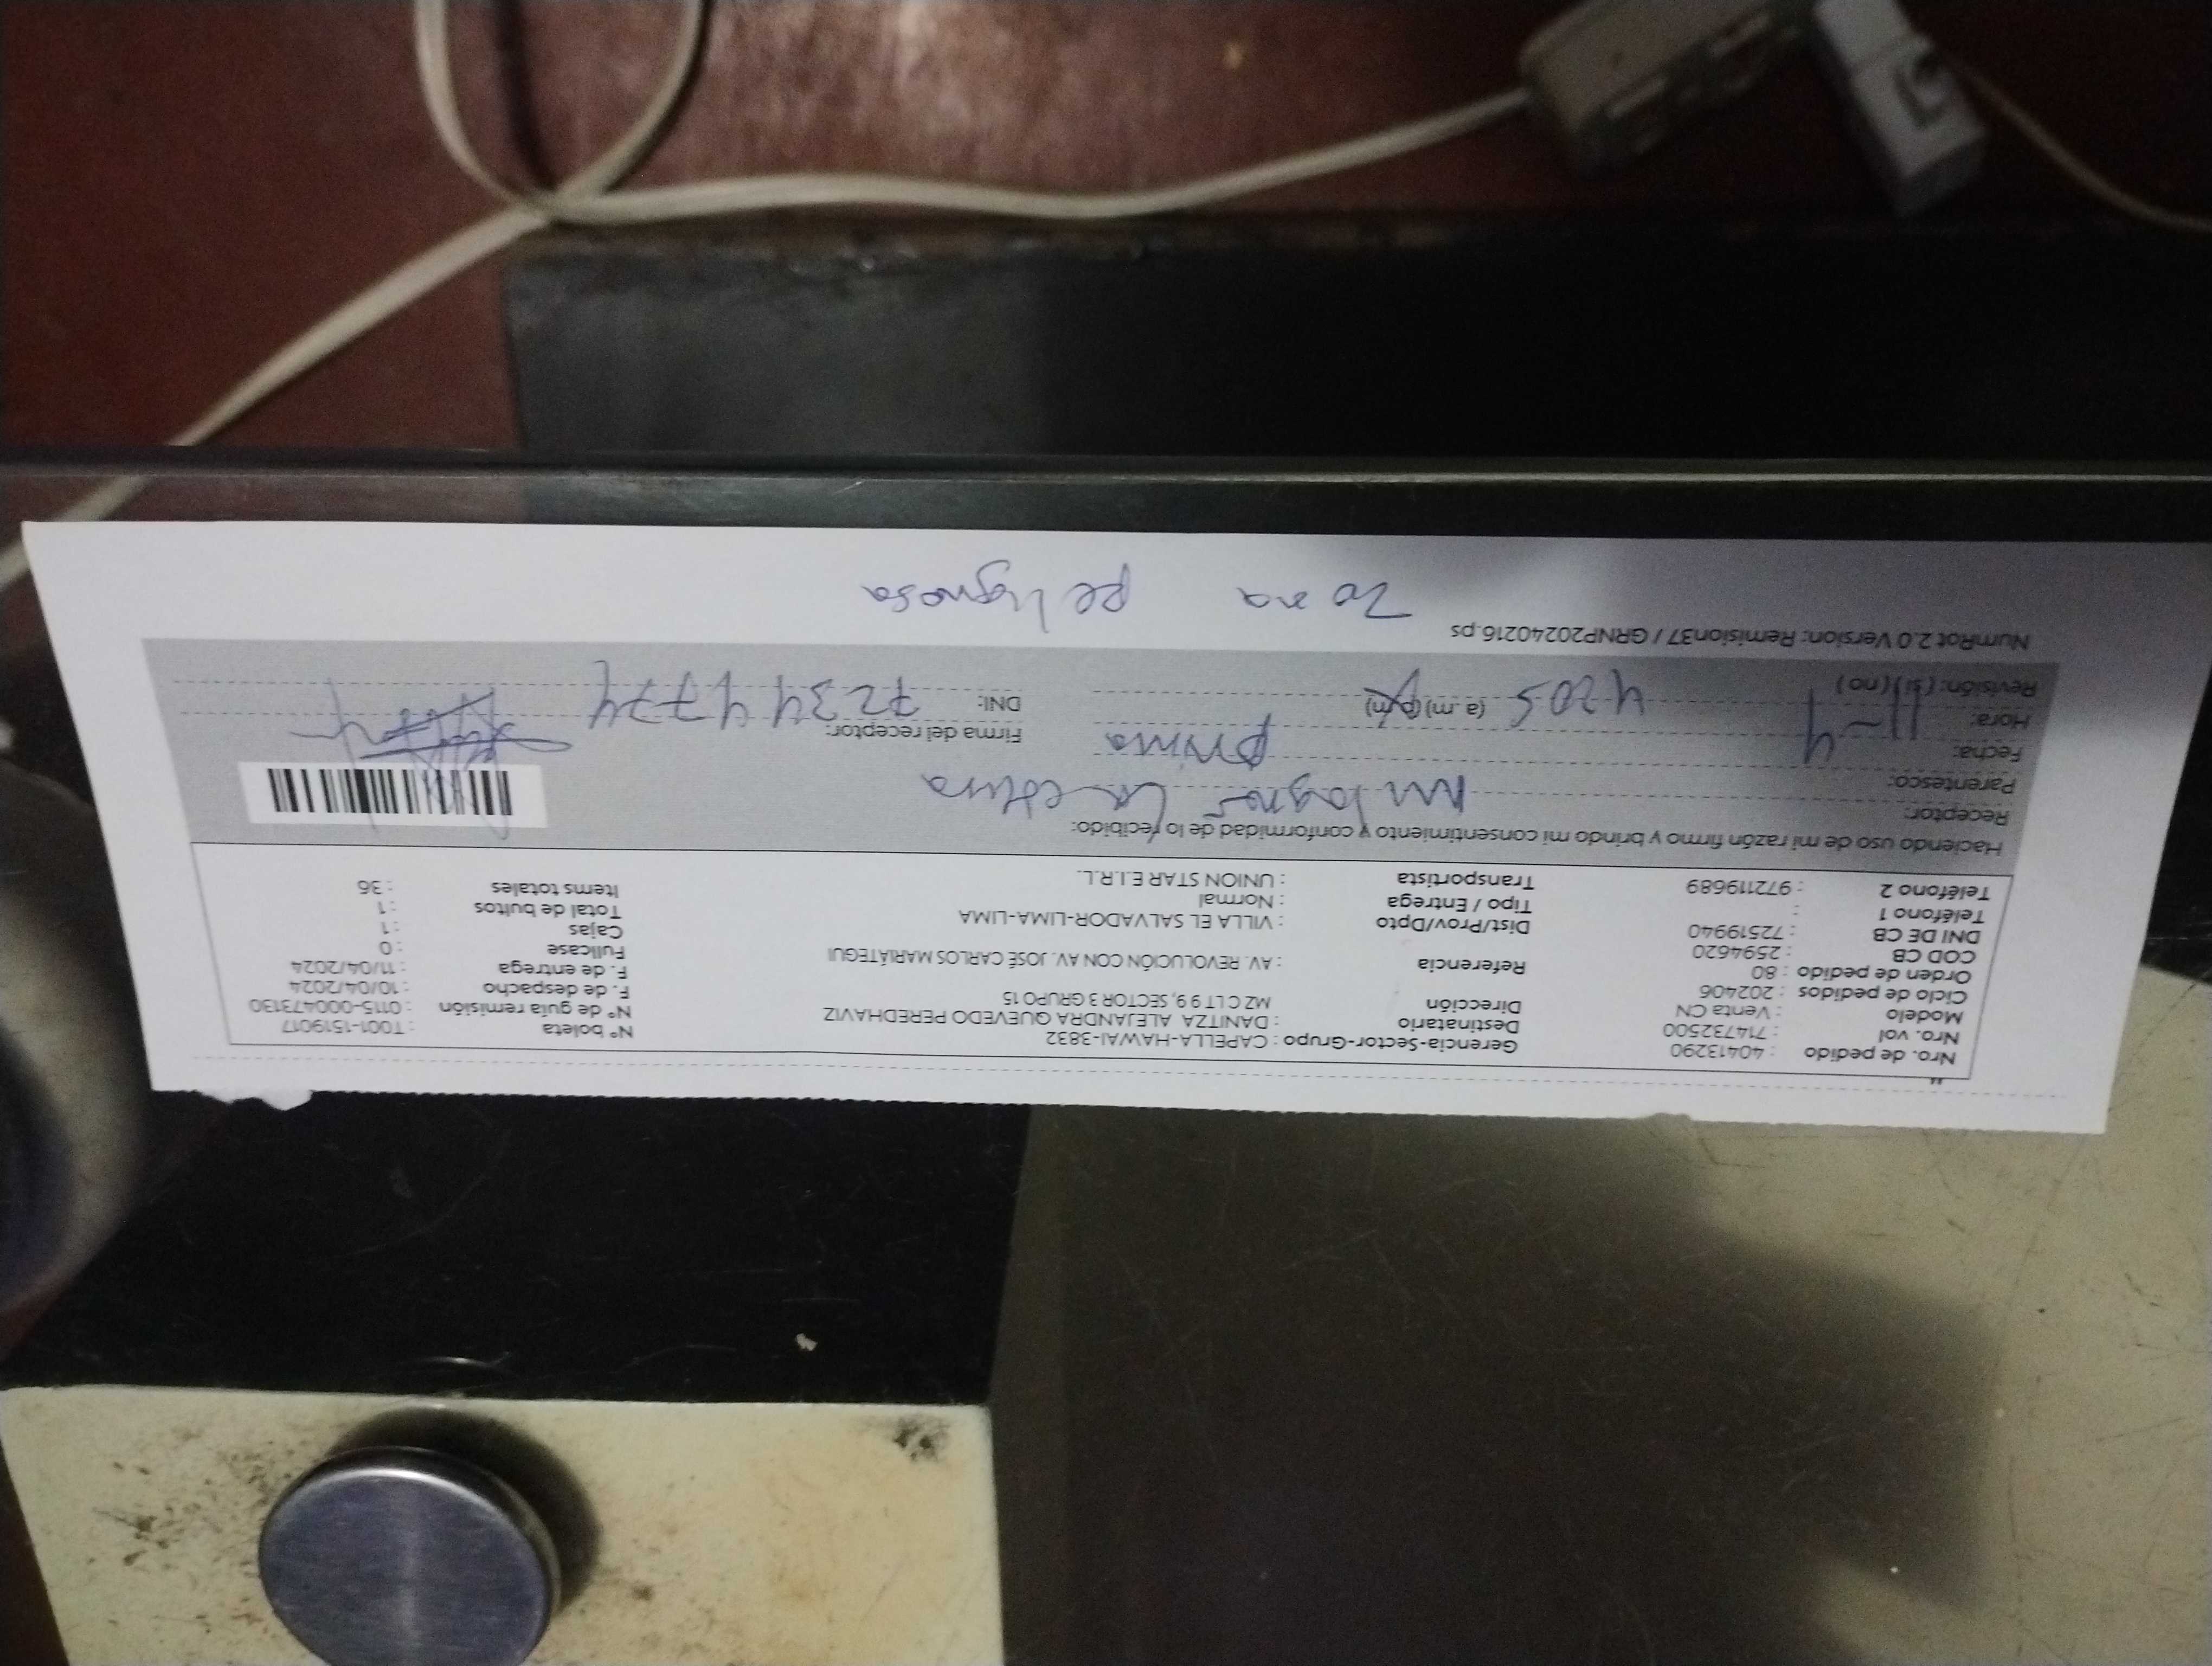 Nro. de pedido : 40413290
Nro. vol : 714732500
Modelo : Venta CN
Ciclo de pedidos : 202406
Orden de pedido : 80
COD CB : 2594620
DNI DE CB : 72519940
Teléfono 1 :
Teléfono 2 : 972119689
Gerencia-Sector-Grupo : CAPELLA-HAWAI-3832
Destinatario : DANITZA ALEJANDRA QUEVEDO PEREDHAVIZ
Dirección MZ C LT 9 9, SECTOR 3 GRUPO 15
Referencia : AV. REVOLUCIÓN CON AV. JOSÉ CARLOS MARIÁTEGUI
Dist/Prov/Dpto : VILLA EL SALVADOR-LIMA-LIMA
Tipo / Entrega : Normal
Transportista : UNION STAR E.I.R.L.
N° boleta : T001-1519017
N° de guía remisión : 0115-000473130
F. de despacho : 10/04/2024
F. de entrega : 11/04/2024
Fullcase : 0
Cajas : 1
Total de bultos : 1
Items totales : 36
Haciendo uso de mi razón firmo y brindo mi consentimiento y conformidad de lo recibido:
Receptor: Milagros
Parentesco: prima
Fecha: 11-4
Hora: 4 20 5 (a.m) (p.m)
Revisión: ( si ) ( no )
Firma del receptor:
DNI: 72344774
NumRot 2.0 Version: Remision37 / GRNP20240216.ps
Zona peligrosa